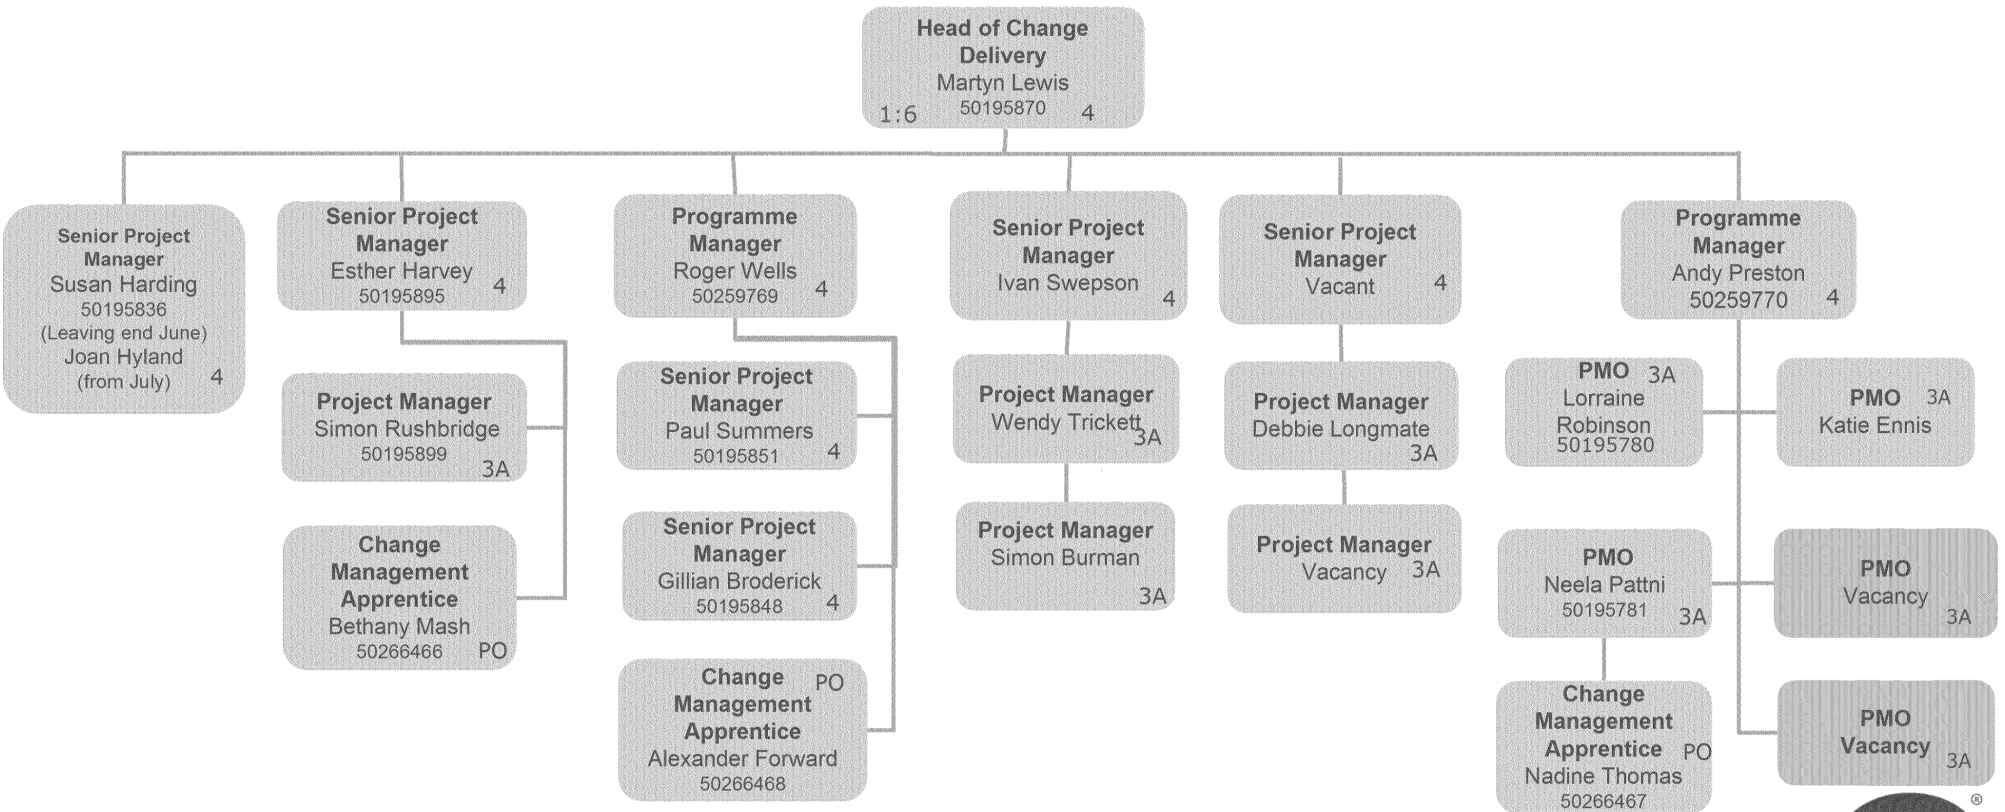 Head of Change
Delivery
Martyn Lewis
1:6 50195870 4
Senior Project
Manager
Susan Harding
50195836
(Leaving end June)
Joan Hyland
(from July) 4
Senior Project
Manager
Esther Harvey
50195895 4
Project Manager
Simon Rushbridge
50195899
3A
Change
Management
Apprentice
Bethany Mash
50266466 PO
Programme
Manager
Roger Wells
50259769 4
Senior Project
Manager
Paul Summers
50195851 4
Senior Project
Manager
Gillian Broderick
50195848 4
Change PO
Management
Apprentice
Alexander Forward
50266468
Senior Project
Manager
Ivan Swepson
4
Project Manager
Wendy Trickett
3A
Project Manager
Simon Burman
3A
Senior Project
Manager
Vacant 4
Project Manager
Debbie Longmate
3A
Project Manager
Vacancy 3A
Programme
Manager
Andy Preston
50259770 4
PMO 3A
Lorraine
Robinson
50195780
PMO 3A
Katie Ennis
PMO
Neela Pattni
50195781
3A
PMO
Vacancy
3A
Change
Management
Apprentice PO
Nadine Thomas
50266467
PMO
Vacancy
3A
®